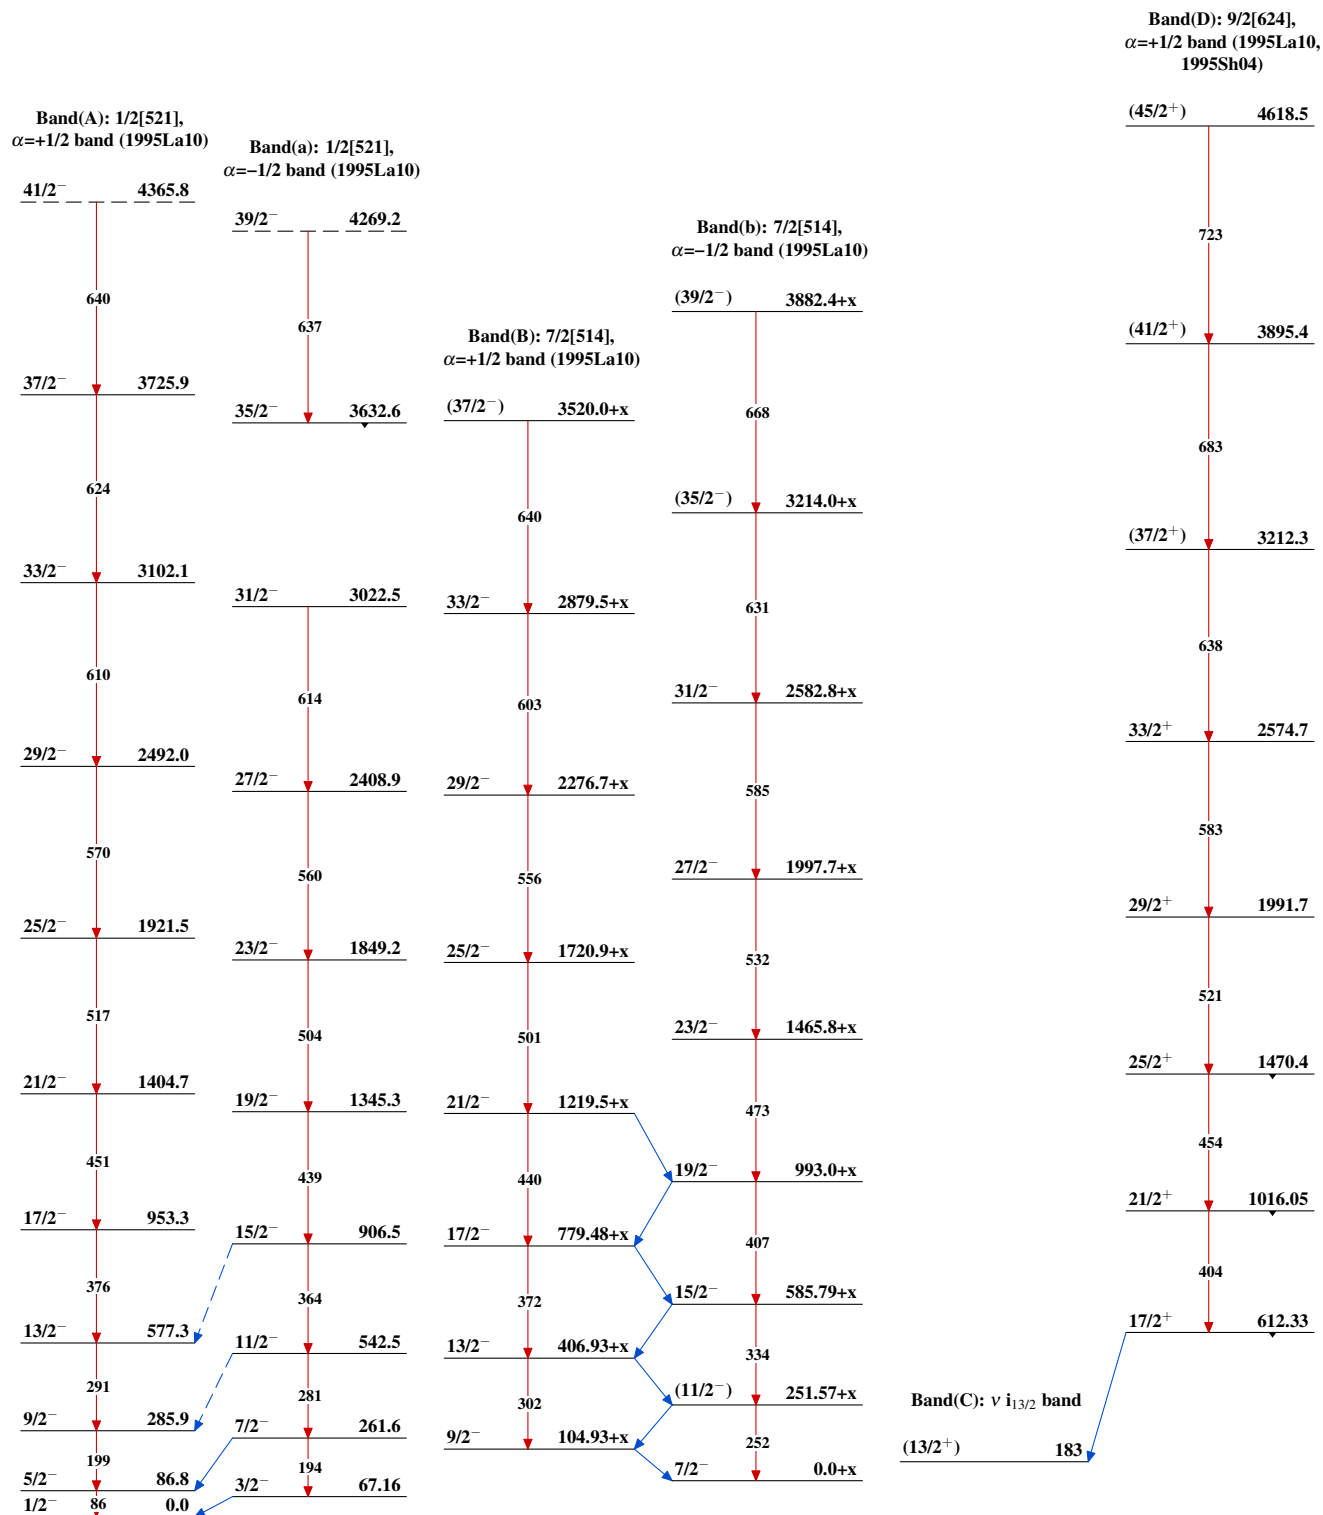 Band(A): 1/2[521],
α=+1/2 band (1995La10)
41/2− 4365.8
640
37/2− 3725.9
624
33/2− 3102.1
610
29/2− 2492.0
570
25/2− 1921.5
517
21/2− 1404.7
451
17/2− 953.3
376
13/2− 577.3
291
9/2− 285.9
199
5/2− 86.8
1/2− 86 0.0
Band(a): 1/2[521],
α=−1/2 band (1995La10)
39/2− 4269.2
637
35/2− 3632.6
31/2− 3022.5
614
27/2− 2408.9
560
23/2− 1849.2
504
19/2− 1345.3
439
15/2− 906.5
364
11/2− 542.5
281
7/2− 261.6
194
3/2− 67.16
Band(B): 7/2[514],
α=+1/2 band (1995La10)
(37/2−) 3520.0+x
640
33/2− 2879.5+x
603
29/2− 2276.7+x
556
25/2− 1720.9+x
501
21/2− 1219.5+x
440
17/2− 779.48+x
372
13/2− 406.93+x
302
9/2− 104.93+x
Band(b): 7/2[514],
α=−1/2 band (1995La10)
(39/2−) 3882.4+x
668
(35/2−) 3214.0+x
631
31/2− 2582.8+x
585
27/2− 1997.7+x
532
23/2− 1465.8+x
473
19/2− 993.0+x
407
15/2− 585.79+x
334
(11/2−) 251.57+x
252
7/2− 0.0+x
Band(C): ν i13/2 band
(13/2+) 183
Band(D): 9/2[624],
α=+1/2 band (1995La10,
1995Sh04)
(45/2+) 4618.5
723
(41/2+) 3895.4
683
(37/2+) 3212.3
638
33/2+ 2574.7
583
29/2+ 1991.7
521
25/2+ 1470.4
454
21/2+ 1016.05
404
17/2+ 612.33